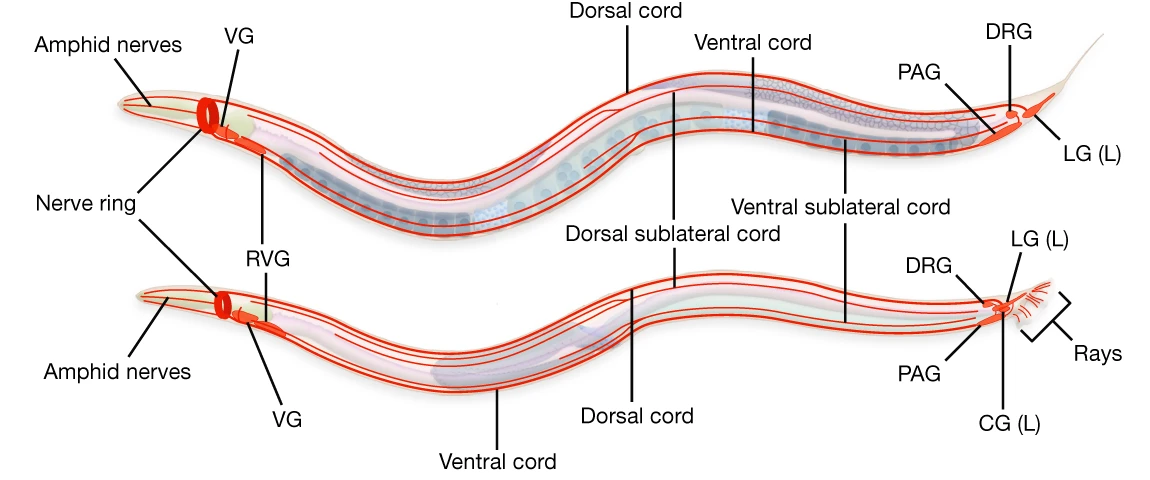 Dorsal cord
DRG
VG
Amphid nerves
Ventral cord
PAG
LG (L)
Nerve ring
Ventral sublateral cord
Dorsal sublateral cord
LG (L)
RVG
DRG
Rays
Amphid nerves
PAG
Dorsal cord
VG
CG (L)
Ventral cord